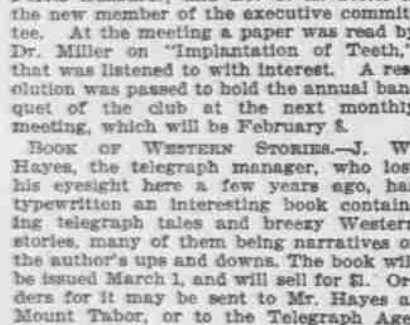 the new member of the executive commit-
tee. At the meeting a paper was read by
Dr. Miller on "Implantation of Teeth,"
that was listened to with interest. A res-
olution was passed to hold the annual ban-
quet of the club at the next monthly
meeting, which will be February 8.
BOOK OF WESTERN STORIES.—J. W.
Hayes, the telegraph manager, who lost
his eyesight here a few years ago, has
typewritten an interesting book contain-
ing telegraph tales and breezy Western
stories, many of them being narratives of
the author's ups and downs. The book will
be issued March 1, and will sell for $1. Or-
ders for it may be sent to Mr. Hayes at
Mount Tabor, or to the Telegraph Age